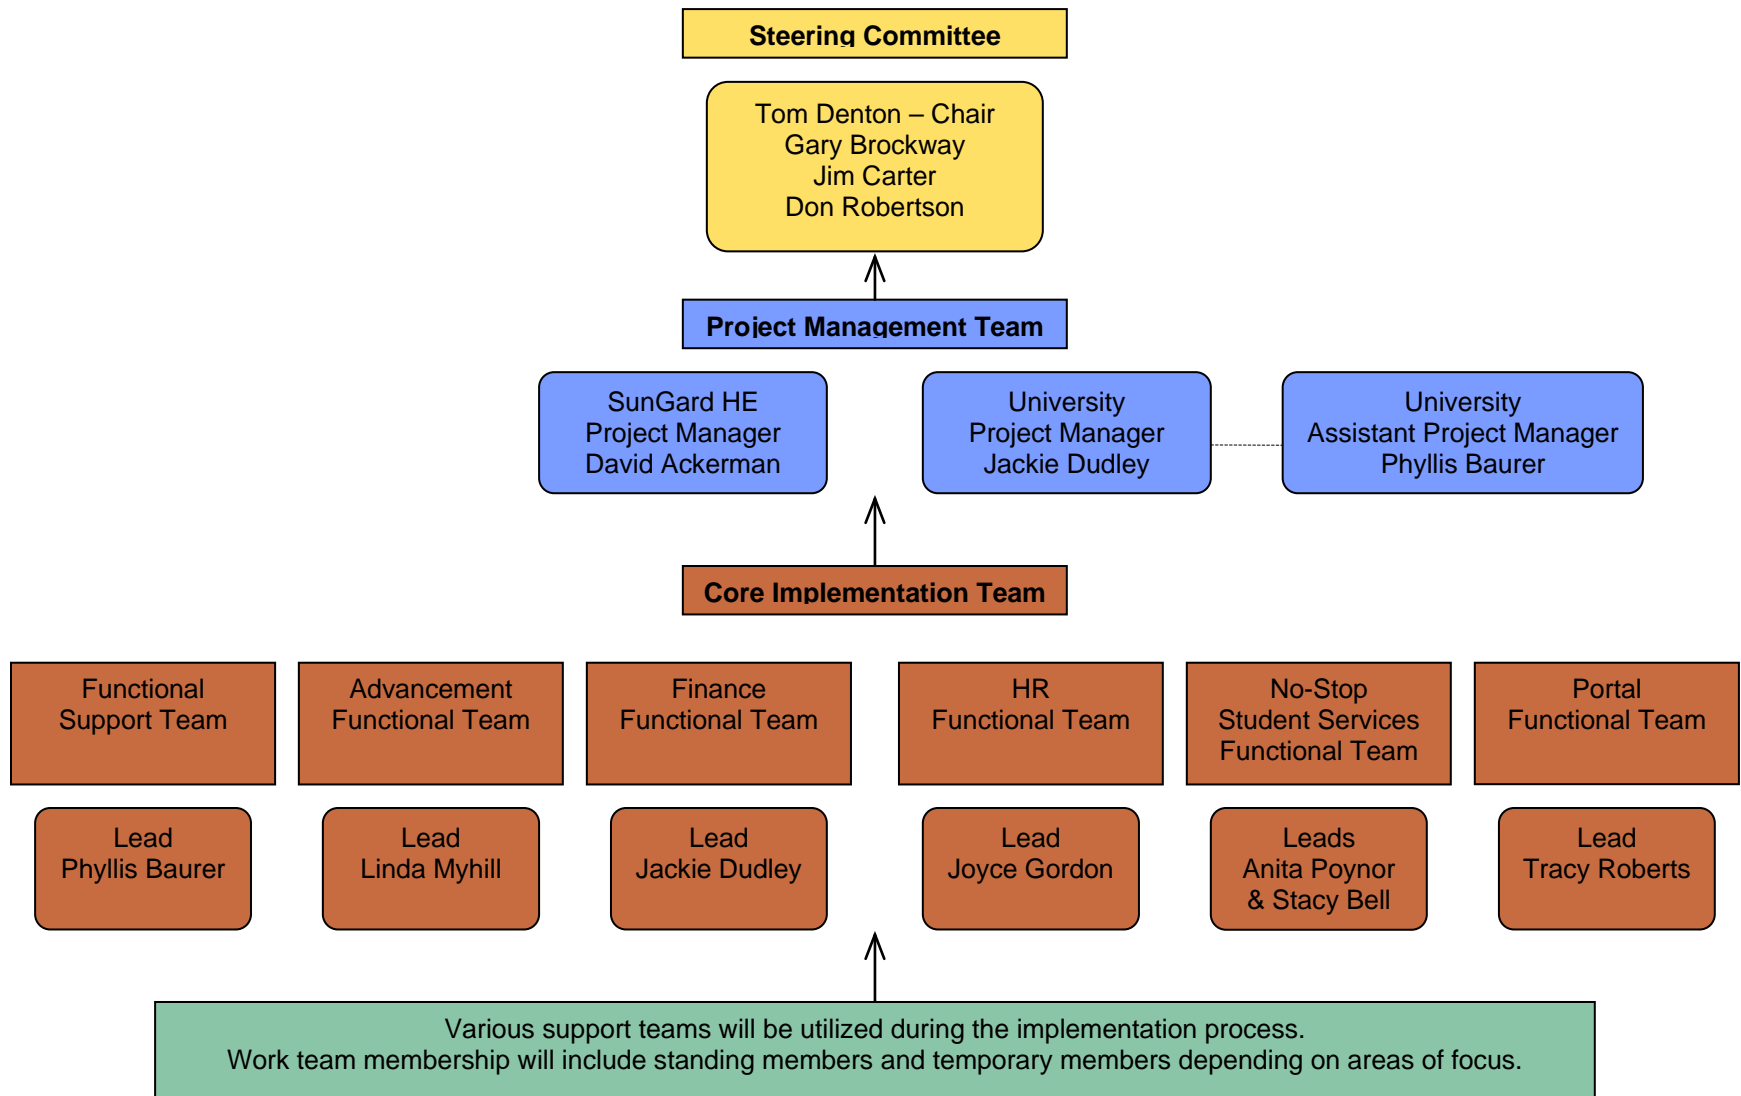 Steering Committee
Tom Denton – Chair
Gary Brockway
Jim Carter
Don Robertson
Project Management Team
SunGard HE
Project Manager
David Ackerman
University
Project Manager
Jackie Dudley
University
Assistant Project Manager
Phyllis Baurer
Core Implementation Team
Functional
Support Team
Advancement
Functional Team
Finance
Functional Team
HR
Functional Team
No-Stop
Student Services
Functional Team
Portal
Functional Team
Lead
Phyllis Baurer
Lead
Linda Myhill
Lead
Jackie Dudley
Lead
Joyce Gordon
Leads
Anita Poynor
& Stacy Bell
Lead
Tracy Roberts
Various support teams will be utilized during the implementation process.
Work team membership will include standing members and temporary members depending on areas of focus.